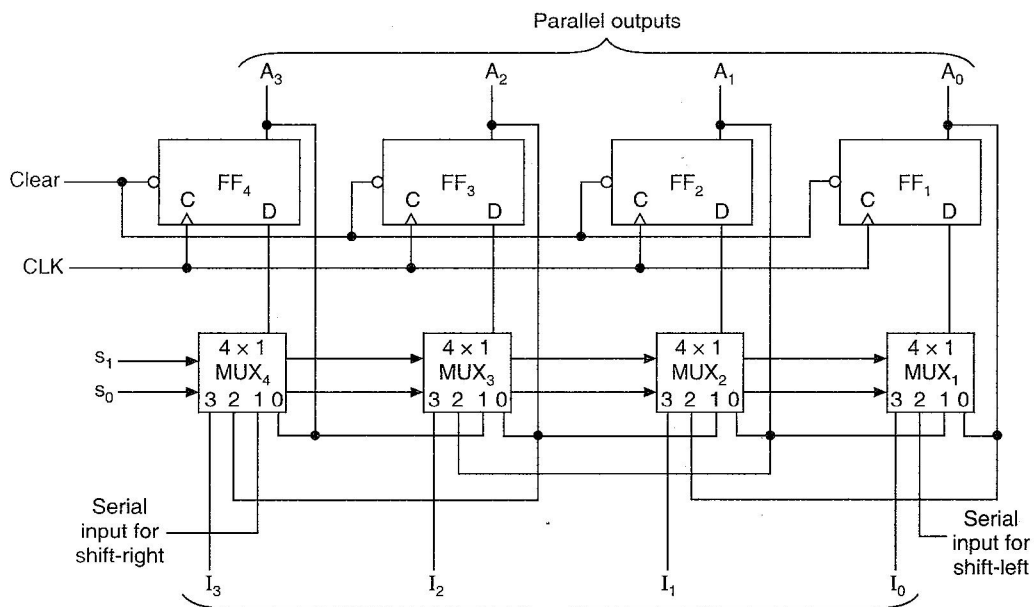 Parallel outputs
A₃ A₂ A₁ A₀
Clear
FF₄ FF₃ FF₂ FF₁
C D C D C D C D
CLK
s₁
4 × 1 4 × 1 4 × 1 4 × 1
MUX₄ MUX₃ MUX₂ MUX₁
s₀
3 2 1 0 3 2 1 0 3 2 1 0 3 2 1 0
Serial
input for
shift-right
Serial
input for
shift-left
I₃ I₂ I₁ I₀